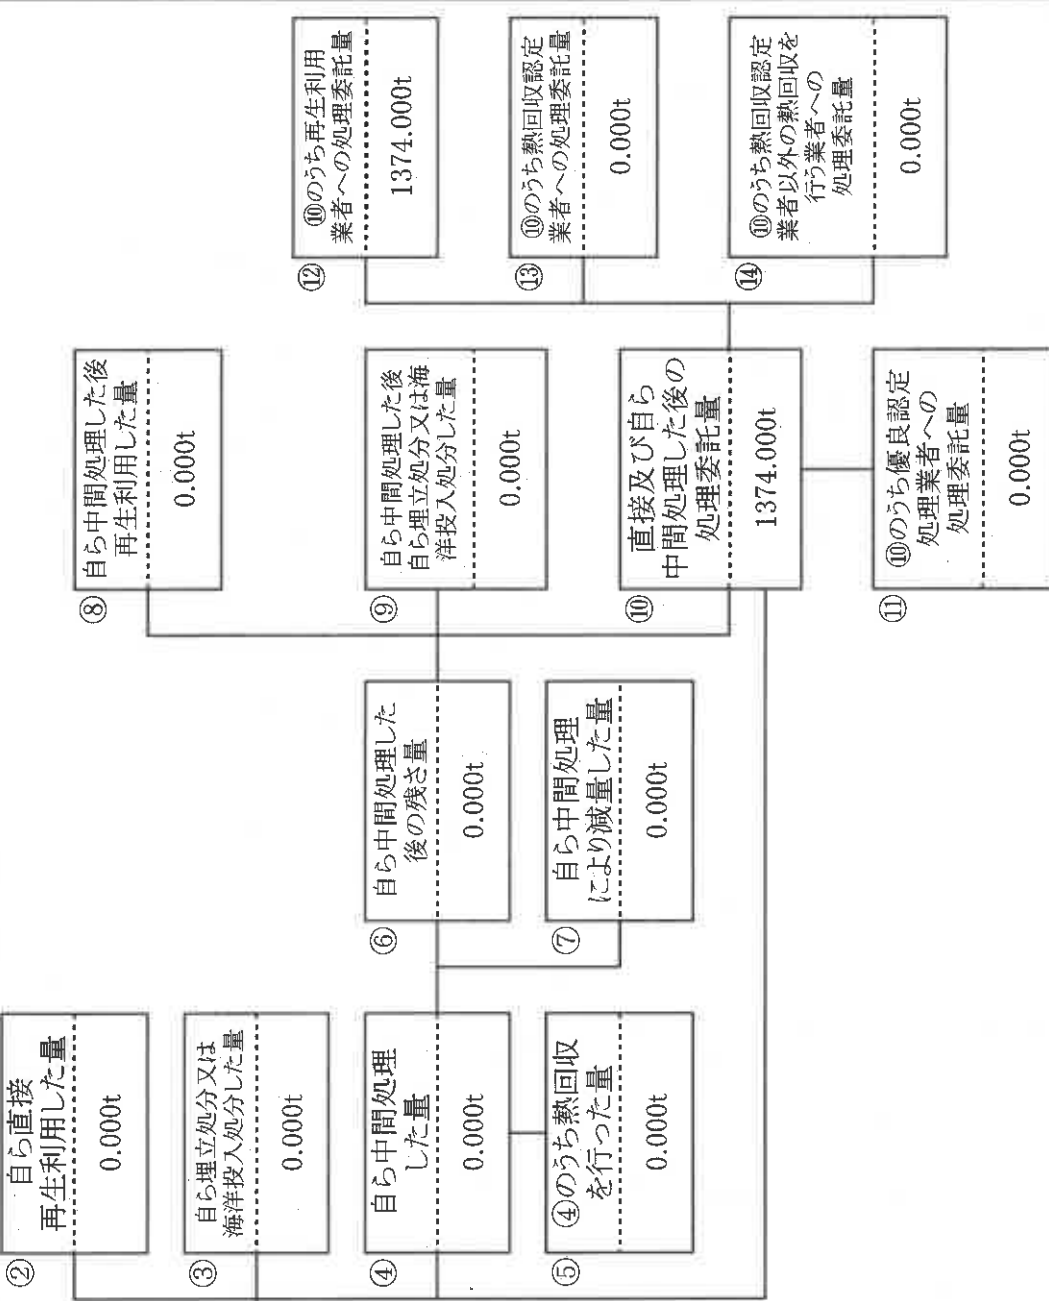 ②
自ら直接
再生利用した量
0.000t
③
自ら埋立処分又は
海洋投入処分した量
0.000t
④
自ら中間処理
した量
0.000t
⑤
④のうち熱回収
を行った量
0.000t
⑥
自ら中間処理した
後の残さ量
0.000t
⑦
自ら中間処理
により減量した量
0.000t
⑧
自ら中間処理した後
再生利用した量
0.000t
⑨
自ら中間処理した後
自ら埋立処分又は海
洋投入処分した量
0.000t
⑩
直接及び自ら
中間処理した後の
処理委託量
1374.000t
⑪
⑩のうち優良認定
処理業者への
処理委託量
0.000t
⑫
⑩のうち再生利用
業者への処理委託量
1374.000t
⑬
⑩のうち熱回収認定
業者への処理委託量
0.000t
⑭
⑩のうち熱回収認定
業者以外の熱回収を
行う業者への
処理委託量
0.000t